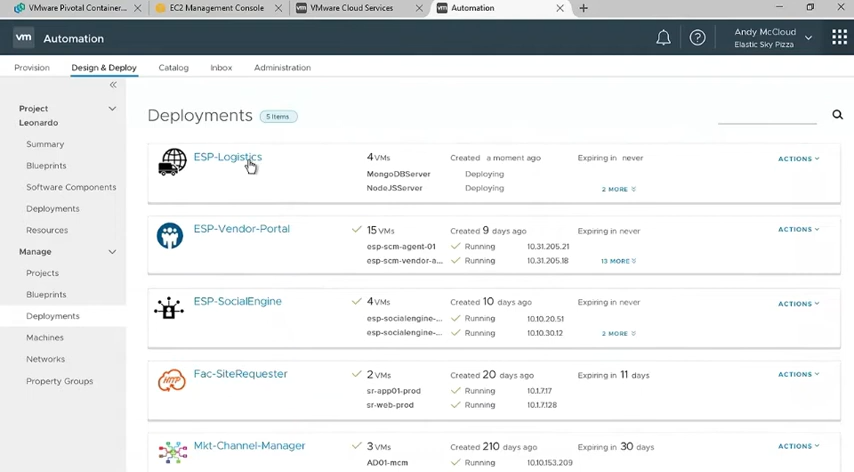 VMware Pivotal Container...
EC2 Management Console
VMware Cloud Services
Automation
vm Automation
Andy McCloud
Elastic Sky Pizza
Provision Design & Deploy Catalog Inbox Administration
Project
Leonardo
Summary
Blueprints
Software Components
Deployments
Resources
Manage
Projects
Blueprints
Deployments
Machines
Networks
Property Groups
Deployments 5 Items
ESP-Logistics 4 VMs Created a moment ago Expiring in never ACTIONS
MongoDBServer Deploying
NodeJSServer Deploying 2 MORE
ESP-Vendor-Portal 15 VMs Created 9 days ago Expiring in never ACTIONS
esp-scm-agent-01 Running 10.31.205.21
esp-scm-vendor-a... Running 10.31.205.18 13 MORE
ESP-SocialEngine 4 VMs Created 10 days ago Expiring in never ACTIONS
esp-socialengine-... Running 10.10.20.51
esp-socialengine-... Running 10.10.30.12 2 MORE
HTTP
Fac-SiteRequester 2 VMs Created 20 days ago Expiring in 11 days ACTIONS
sr-app01-prod Running 10.1.7.17
sr-web-prod Running 10.1.7.128
Mkt-Channel-Manager 3 VMs Created 210 days ago Expiring in 30 days ACTIONS
AD01-mcm Running 10.10.153.209